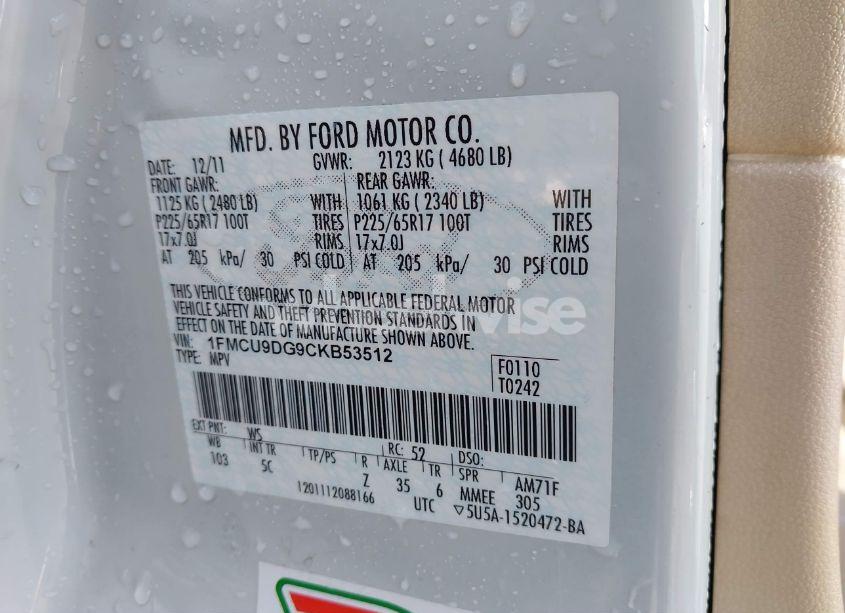 MFD. BY FORD MOTOR CO.
DATE: 12/11 GVWR: 2123 KG ( 4680 LB)
FRONT GAWR: REAR GAWR:
1125 KG ( 2480 LB) WITH 1061 KG ( 2340 LB) WITH
P225/65R17 100T TIRES P225/65R17 100T TIRES
17x7.0J RIMS 17x7.0J RIMS
AT 205 kPa/ 30 PSI COLD AT 205 kPa/ 30 PSI COLD
THIS VEHICLE CONFORMS TO ALL APPLICABLE FEDERAL MOTOR
VEHICLE SAFETY AND THEFT PREVENTION STANDARDS IN
EFFECT ON THE DATE OF MANUFACTURE SHOWN ABOVE.
VIN: 1FMCU9DG9CKB53512
TYPE: MPV
F0110
T0242
EXT PNT: WS RC: 52 DSO:
WB INT TR TP/PS R AXLE TR SPR AM71F
103 5C Z 35 6 MMEE 305
1201112088166 UTC ▽5U5A-1520472-BA